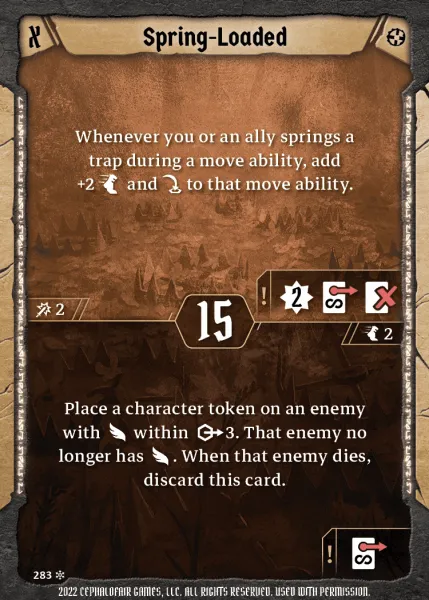 X Spring-Loaded
Whenever you or an ally springs a
trap during a move ability, add
+2 and to that move ability.
! 2
2
15
2
Place a character token on an enemy
with within 3. That enemy no
longer has . When that enemy dies,
discard this card.
!
283
2022 CEPHALOFAIR GAMES, LLC. ALL RIGHTS RESERVED. USED WITH PERMISSION.